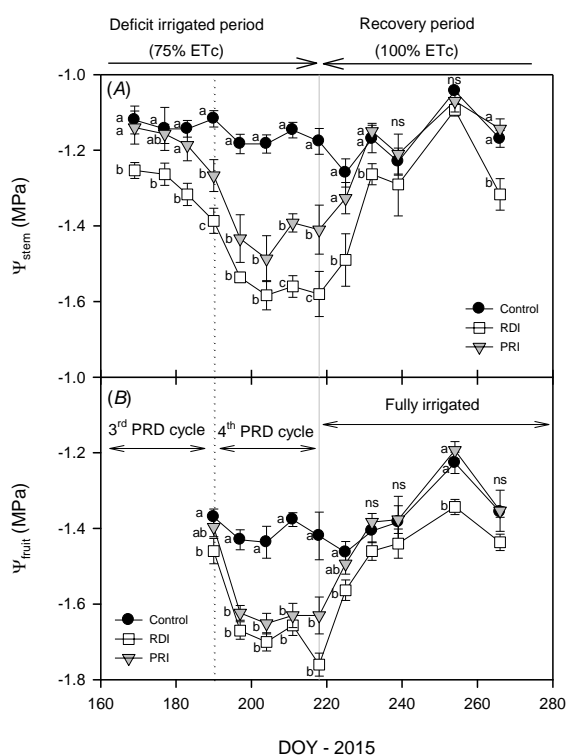 Deficit irrigated period Recovery period
(75% ETc) (100% ETc)
-1.0
(A)
ns
a a a a a a a a ns
a ab a a a a
-1.2
b b b b a b
-1.4
c b b b b b
b b c c
-1.6
Ψstem (MPa)
Control
RDI
PRI
-1.0
(B)
Fully irrigated
3rd PRD cycle 4th PRD cycle
-1.2
a
a
ns ns ns
a a a a a a b
-1.4
ab ab
b b
-1.6
b b b b
b b b b
-1.8
Ψfruit (MPa)
Control
RDI
PRI
160 180 200 220 240 260 280
DOY - 2015